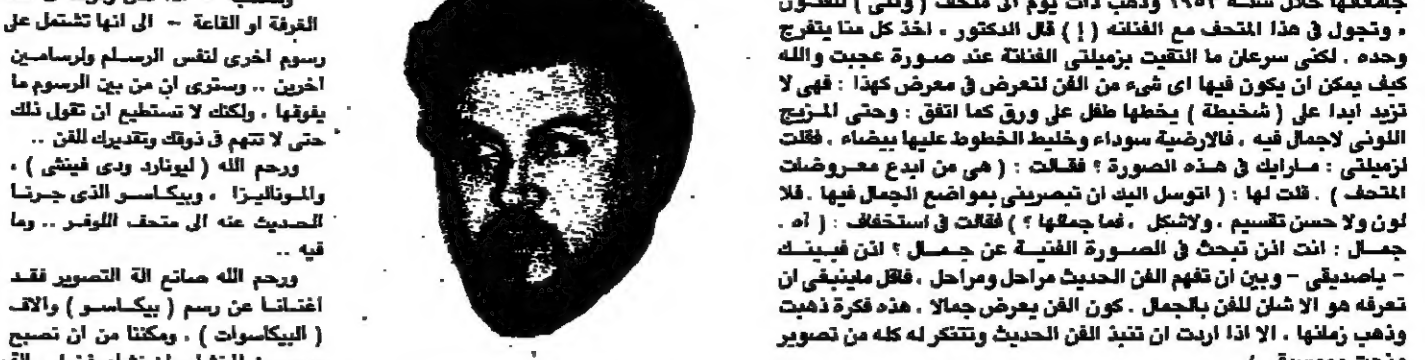 جامعاتها خلال سنة ١٩٥٢ وذهب ذات يوم الى متحف ( ) للفنون
، وتجول في هذا المتحف مع الفنانه ( إ ) قال الدكتور ، اخذ كل منا يتفرج
وحده . لكني سرعان ما التقيت بزميلتي الفنانة عند صورة عجبت والله
كيف يمكن ان يكون فيها اي شيء من الفن لتعرض في معرض كهذا : فهي لا
تزيد ابدا على ( شخبطة ) يخطها طفل على ورق كما اتفق : وحتى المزيج
اللوني لاجمال فيه ، فالارضية سوداء وخليط الخطوط عليها بيضاء ، فقلت
لزميلتي : مارايك في هذه الصورة ؟ فقالت : ( هي من ابدع معروضات
المتحف ) . قلت لها : ( اتوسل اليك ان تبصريني بمواضع الجمال فيها . فلا
لون ولا حسن تقسيم ، ولاشكل ، فما جمالها ؟ ) فقالت في استخفاف : ( آه .
جمال : انت اذن تبحث في الصورة الفنية عن جمال ؟ اذن فبينك
- ياصديقي - وبين ان تفهم الفن الحديث مراحل ومراحل ، فاقل ماينبغي ان
تعرفه هو الا شان للفن بالجمال . كون الفن يعرض جمالا ، هذه فكرة ذهبت
وذهب زمانها ، الا اذا اردت ان تنبذ الفن الحديث وتتنكر له كله من تصوير
الغرفة او القاعة - الى انها تشتمل على
رسوم اخرى لنفس الرسام ولرسامين
اخرين .. وسترى ان من بين الرسوم ما
يفوقها ، ولكنك لا تستطيع ان تقول ذلك
حتى لا تتهم في ذوقك وتقديرك للفن ..
ورحم الله ( ليونارد ودى فينشي ) ،
والموناليزا ، وبيكاسو الذى جرنا
الحديث عنه الى متحف اللوفر .. وما
فيه ..
ورحم الله صانع الة التصوير فقد
اغنانا عن رسم ( بيكاسو ) والاف
( البيكاسوات ) ، ومكننا من ان نصبح